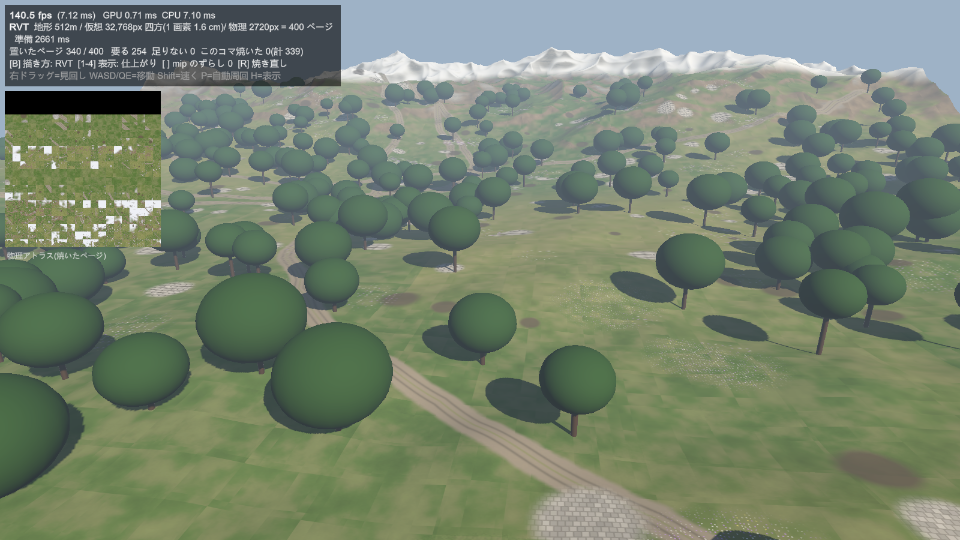 140.5 fps (7.12 ms) GPU 0.71 ms CPU 7.10 ms
RVT 地形 512m / 仮想 32,768px 四方(1 画素 1.6 cm)/ 物理 2720px = 400 ページ
準備 2661 ms
置いたページ 340 / 400 要る 254 足りない 0 このコマ焼いた 0(計 339)
[B] 描き方: RVT [1-4] 表示: 仕上がり [ ] mip のずらし 0 [R] 焼き直し
右ドラッグ=見回し WASD/QE=移動 Shift=速く P=自動周回 H=表示
物理アトラス(焼いたページ)